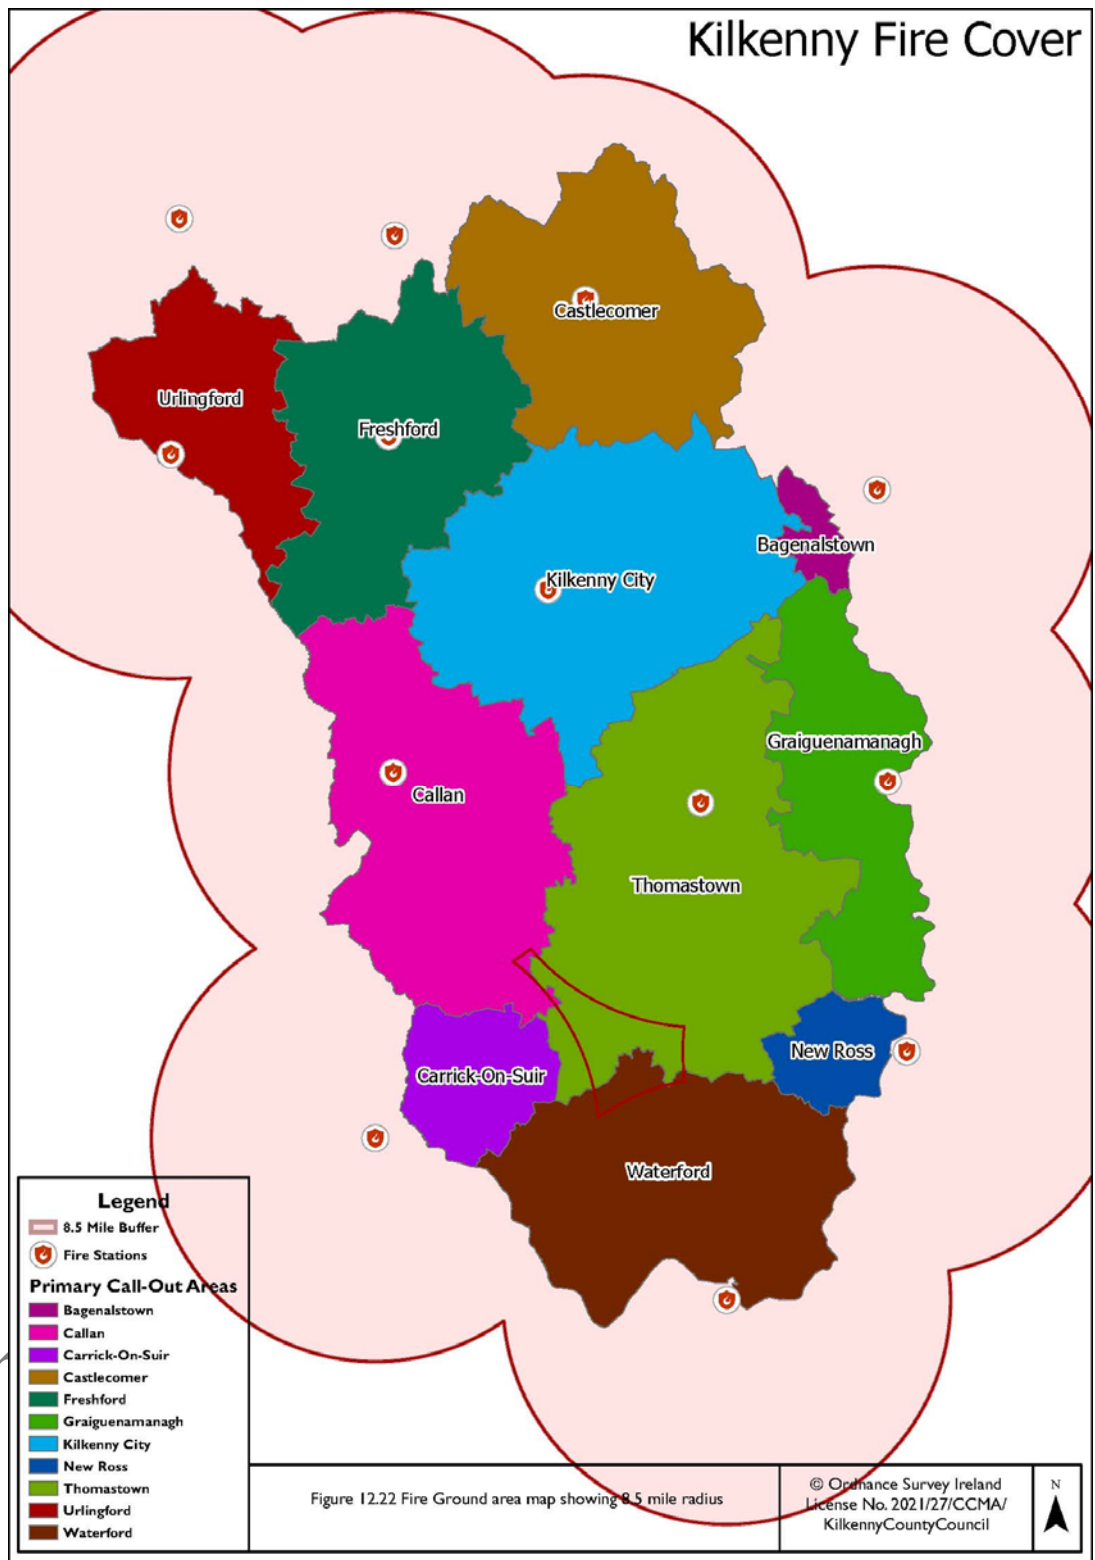 Kilkenny Fire Cover
Castlecomer
Urlingford
Freshford
Bagenalstown
Kilkenny City
Graiguenamanagh
Callan
Thomastown
New Ross
Carrick-On-Suir
Waterford
Legend
8.5 Mile Buffer
Fire Stations
Primary Call-Out Areas
Bagenalstown
Callan
Carrick-On-Suir
Castlecomer
Freshford
Graiguenamanagh
Kilkenny City
New Ross
Thomastown
Urlingford
Waterford
Figure 12.22 Fire Ground area map showing 8.5 mile radius
© Ordnance Survey Ireland
License No. 2021/27/CCMA/
KilkennyCountyCouncil
N